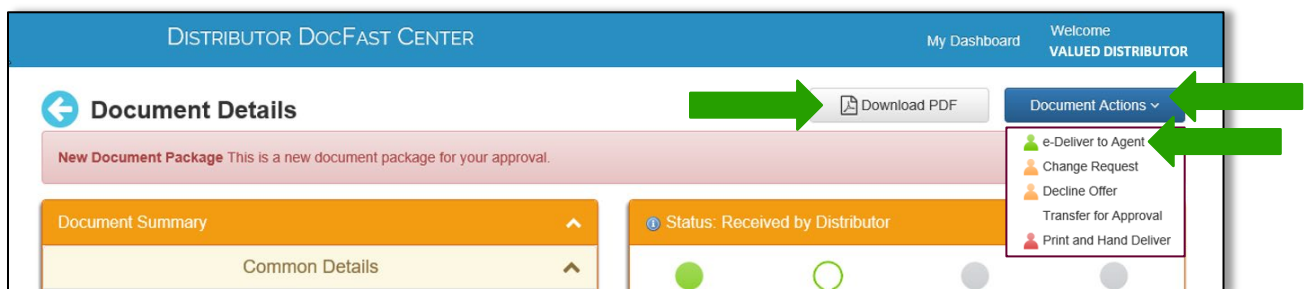 DISTRIBUTOR DOCFAST CENTER
My Dashboard
Welcome
VALUED DISTRIBUTOR
Document Details
Download PDF
Document Actions
New Document Package This is a new document package for your approval.
e-Deliver to Agent
Change Request
Decline Offer
Transfer for Approval
Print and Hand Deliver
Document Summary
Status: Received by Distributor
Common Details